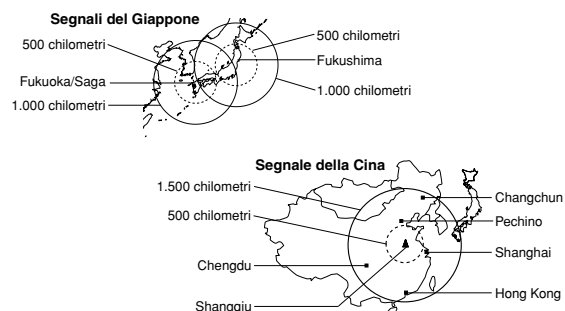 Segnali del Giappone
500 chilometri
500 chilometri
Fukushima
Fukuoka/Saga
1.000 chilometri
1.000 chilometri
Segnale della Cina
1.500 chilometri
500 chilometri
Changchun
Pechino
Shanghai
Chengdu
Hong Kong
Shangqiu